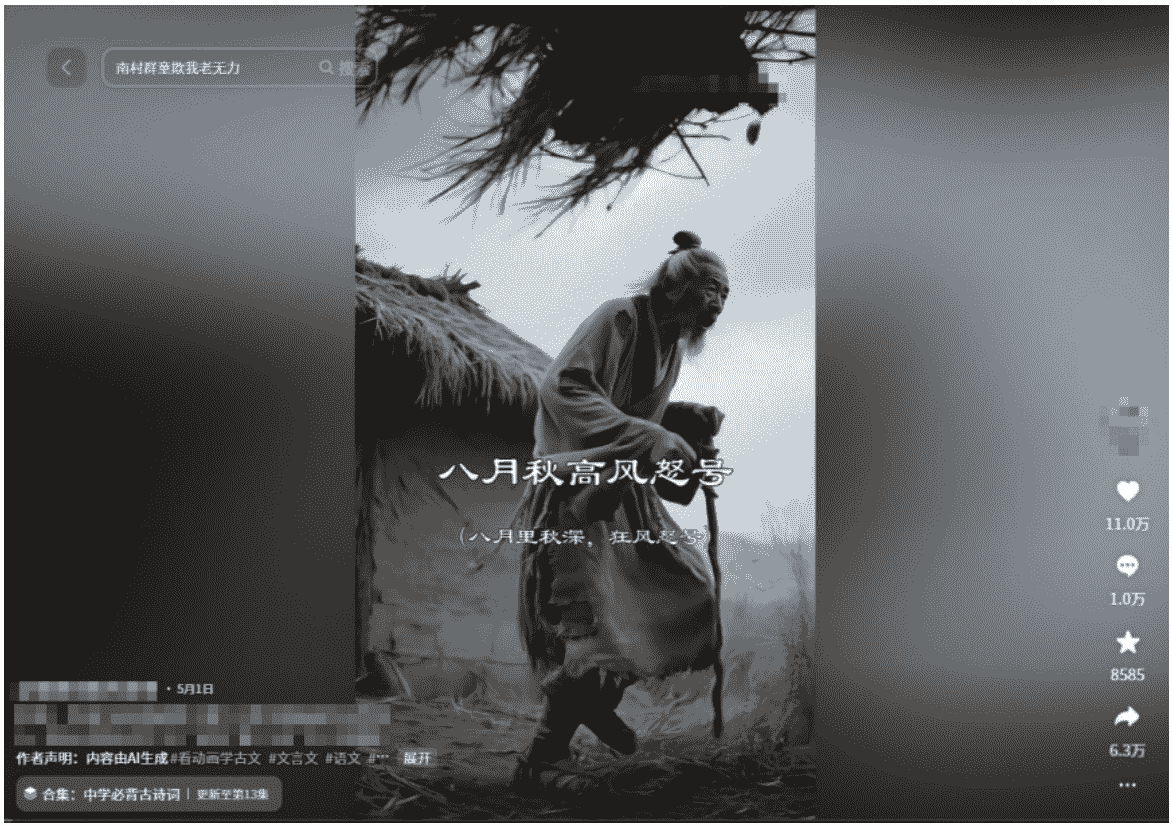 南村群童欺我老无力
搜索
八月秋高风怒号
(八月里秋深，狂风怒号)
11.0万
1.0万
8585
6.3万
· 5月1日
作者声明：内容由AI生成#看动画学古文 #文言文 #语文 #… 展开
合集：中学必背古诗词 | 更新至第13集